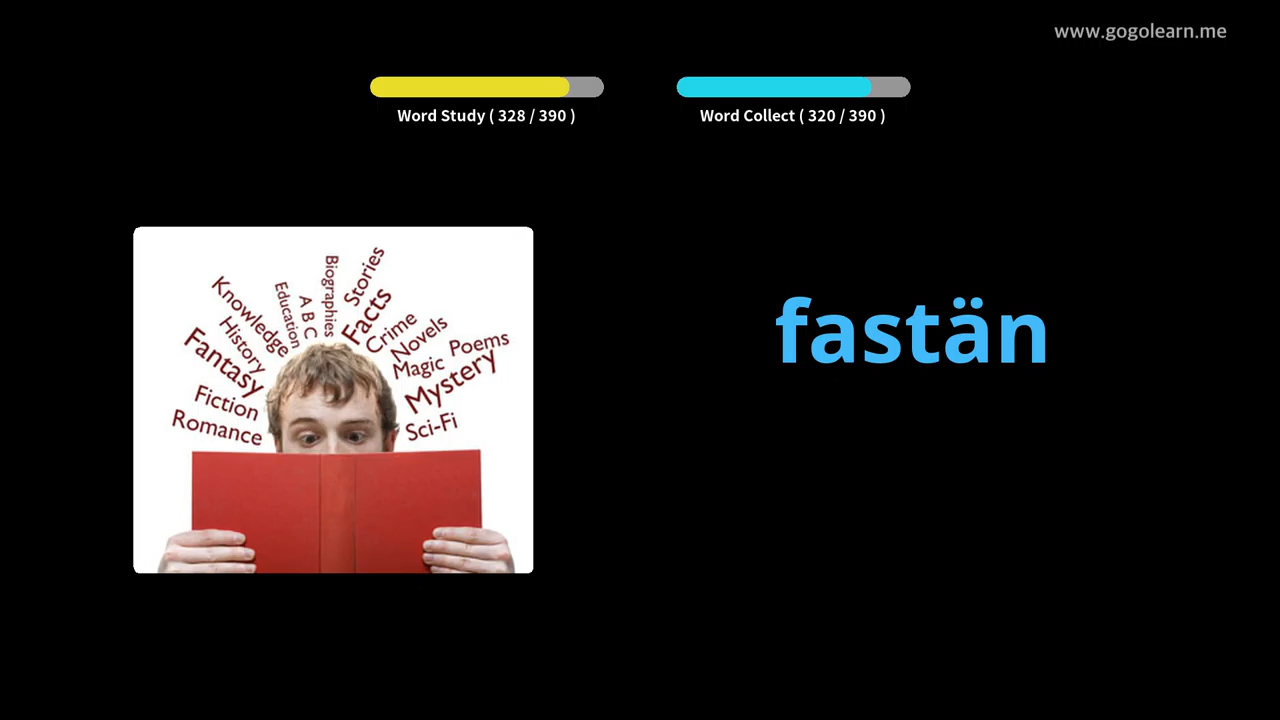 www.gogolearn.me
Word Study ( 328 / 390 )
Word Collect ( 320 / 390 )
fastän
Stories
Biographies
Facts
A B C
Education
Knowledge
Crime
Novels
History
Poems
Magic
Fantasy
Mystery
Fiction
Sci-Fi
Romance